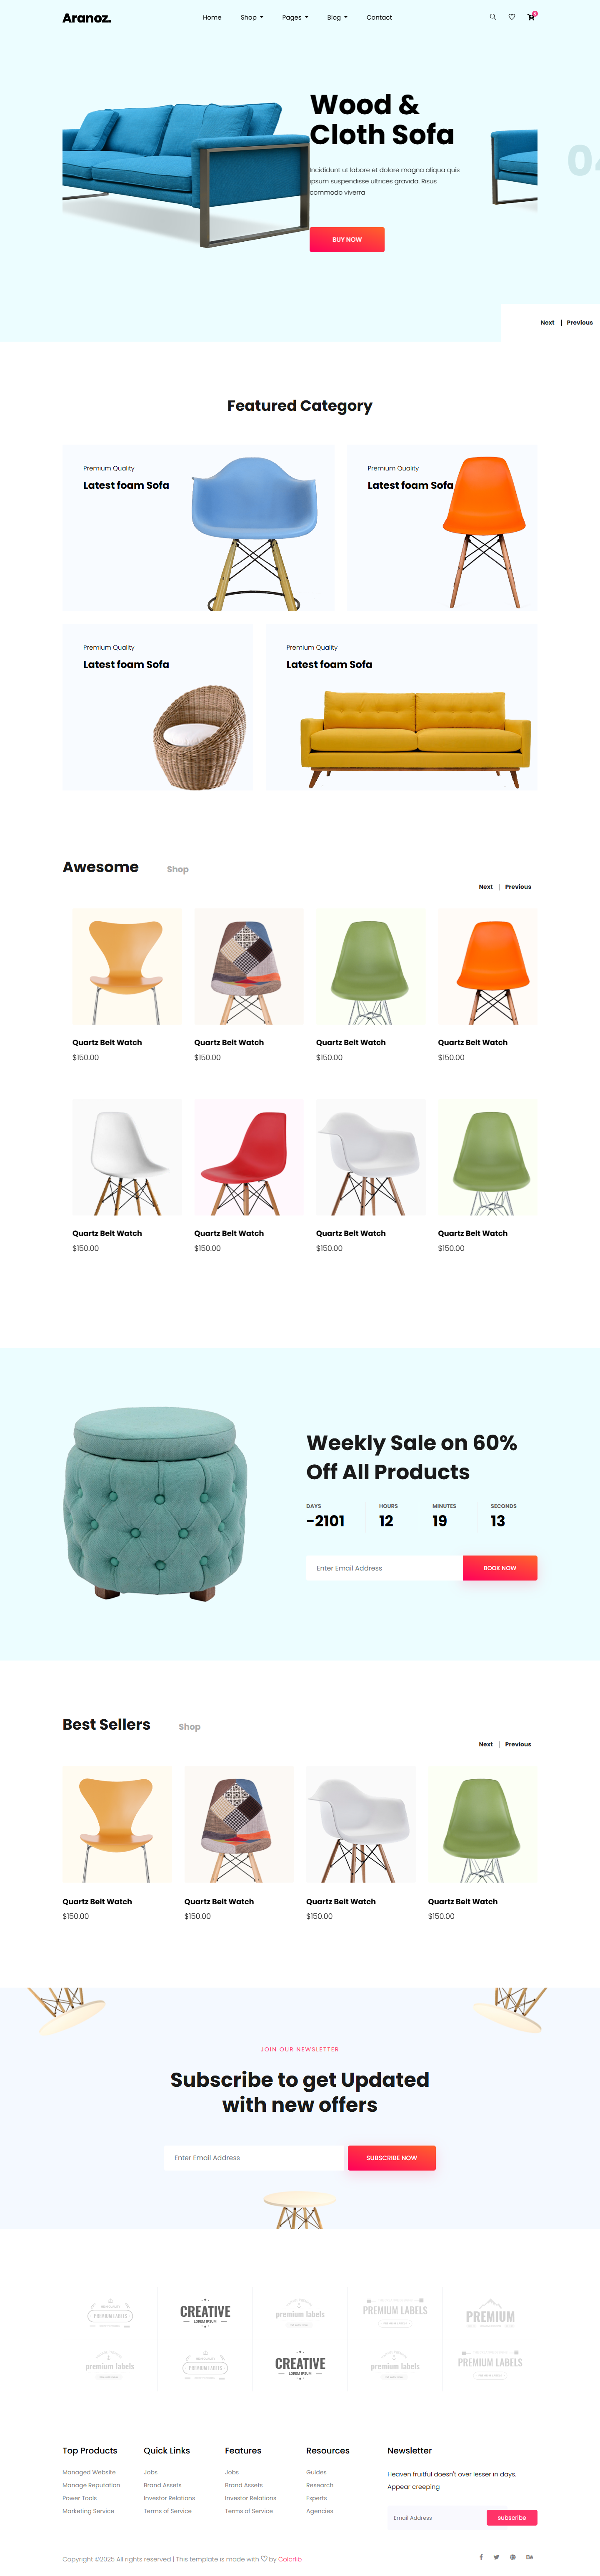 Aranoz.
Home Shop Pages Blog Contact
0
Wood &
Cloth Sofa
Incididunt ut labore et dolore magna aliqua quis
ipsum suspendisse ultrices gravida. Risus
commodo viverra
BUY NOW
04
Next | Previous
Featured Category
Premium Quality
Latest foam Sofa
Premium Quality
Latest foam Sofa
Premium Quality
Latest foam Sofa
Premium Quality
Latest foam Sofa
Awesome Shop
Next | Previous
Quartz Belt Watch
$150.00
Quartz Belt Watch
$150.00
Quartz Belt Watch
$150.00
Quartz Belt Watch
$150.00
Quartz Belt Watch
$150.00
Quartz Belt Watch
$150.00
Quartz Belt Watch
$150.00
Quartz Belt Watch
$150.00
Weekly Sale on 60%
Off All Products
DAYS HOURS MINUTES SECONDS
-2101 12 19 13
Enter Email Address
BOOK NOW
Best Sellers Shop
Next | Previous
Quartz Belt Watch
$150.00
Quartz Belt Watch
$150.00
Quartz Belt Watch
$150.00
Quartz Belt Watch
$150.00
JOIN OUR NEWSLETTER
Subscribe to get Updated
with new offers
Enter Email Address
SUBSCRIBE NOW
PREMIUM LABELS
CREATIVE
LOREM IPSUM
premium labels
PREMIUM LABELS
PREMIUM
premium labels
PREMIUM LABELS
CREATIVE
LOREM IPSUM
premium labels
PREMIUM LABELS
Top Products
Managed Website
Manage Reputation
Power Tools
Marketing Service
Quick Links
Jobs
Brand Assets
Investor Relations
Terms of Service
Features
Jobs
Brand Assets
Investor Relations
Terms of Service
Resources
Guides
Research
Experts
Agencies
Newsletter
Heaven fruitful doesn't over lesser in days.
Appear creeping
Email Address
subscribe
Copyright ©2025 All rights reserved | This template is made with ♡ by Colorlib